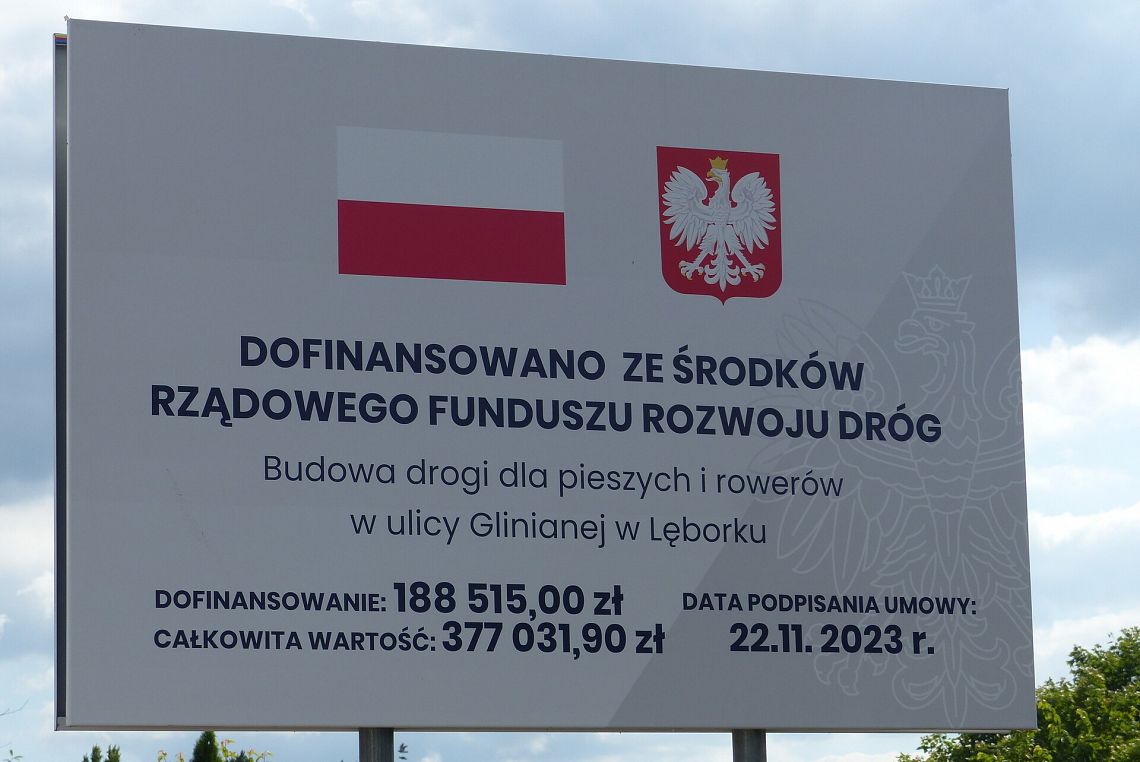 DOFINANSOWANO ZE ŚRODKÓW
RZĄDOWEGO FUNDUSZU ROZWOJU DRÓG
Budowa drogi dla pieszych i rowerów
w ulicy Glinianej w Lęborku
DOFINANSOWANIE: 188 515,00 zł
CAŁKOWITA WARTOŚĆ: 377 031,90 zł
DATA PODPISANIA UMOWY:
22.11. 2023 r.